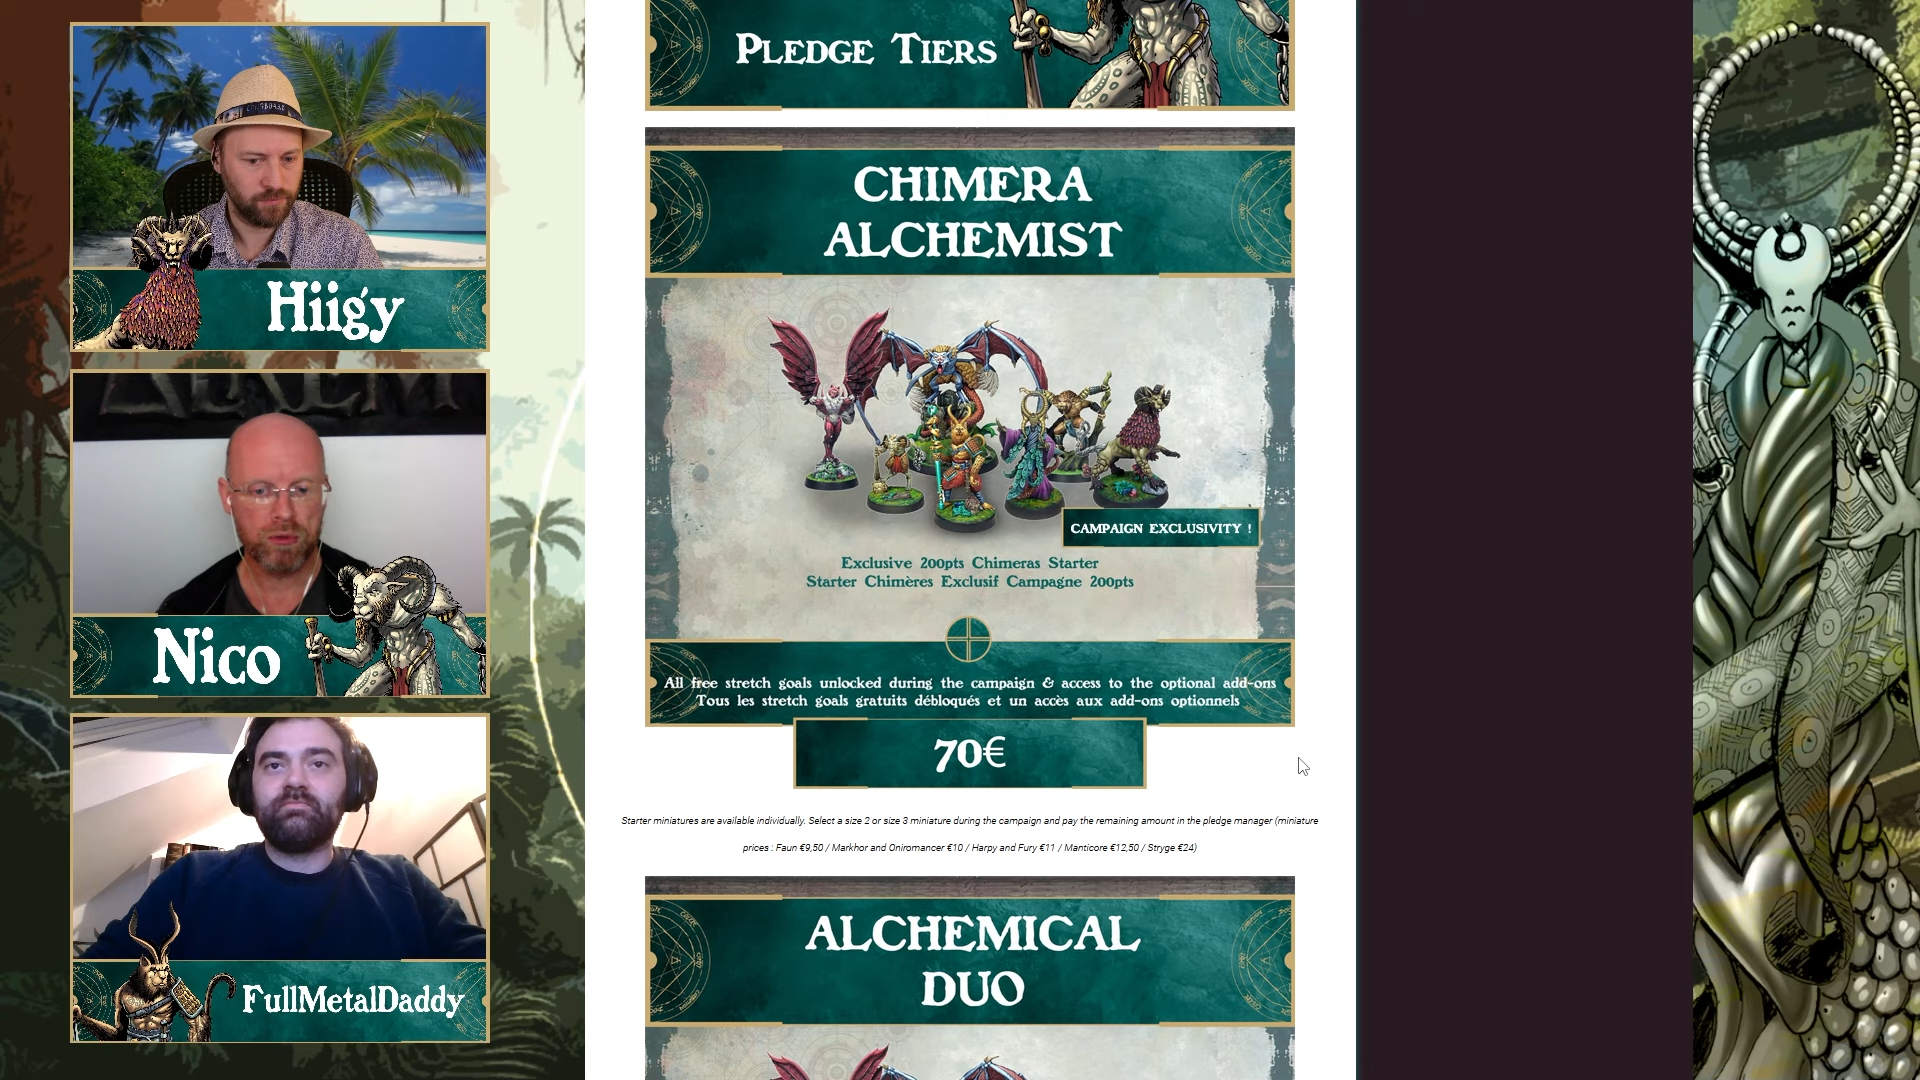 LONGBOARD
Hiigy
Nico
FullMetalDaddy
PLEDGE TIERS
CHIMERA
ALCHEMIST
CAMPAIGN EXCLUSIVITY !
Exclusive 200pts Chimeras Starter
Starter Chimères Exclusif Campagne 200pts
All free stretch goals unlocked during the campaign & access to the optional add-ons
Tous les stretch goals gratuits débloqués et un accès aux add-ons optionnels
70€
Starter miniatures are available individually. Select a size 2 or size 3 miniature during the campaign and pay the remaining amount in the pledge manager (miniature
prices : Faun €9,50 / Markhor and Oniromancer €10 / Harpy and Fury €11 / Manticore €12,50 / Stryge €24)
ALCHEMICAL
DUO